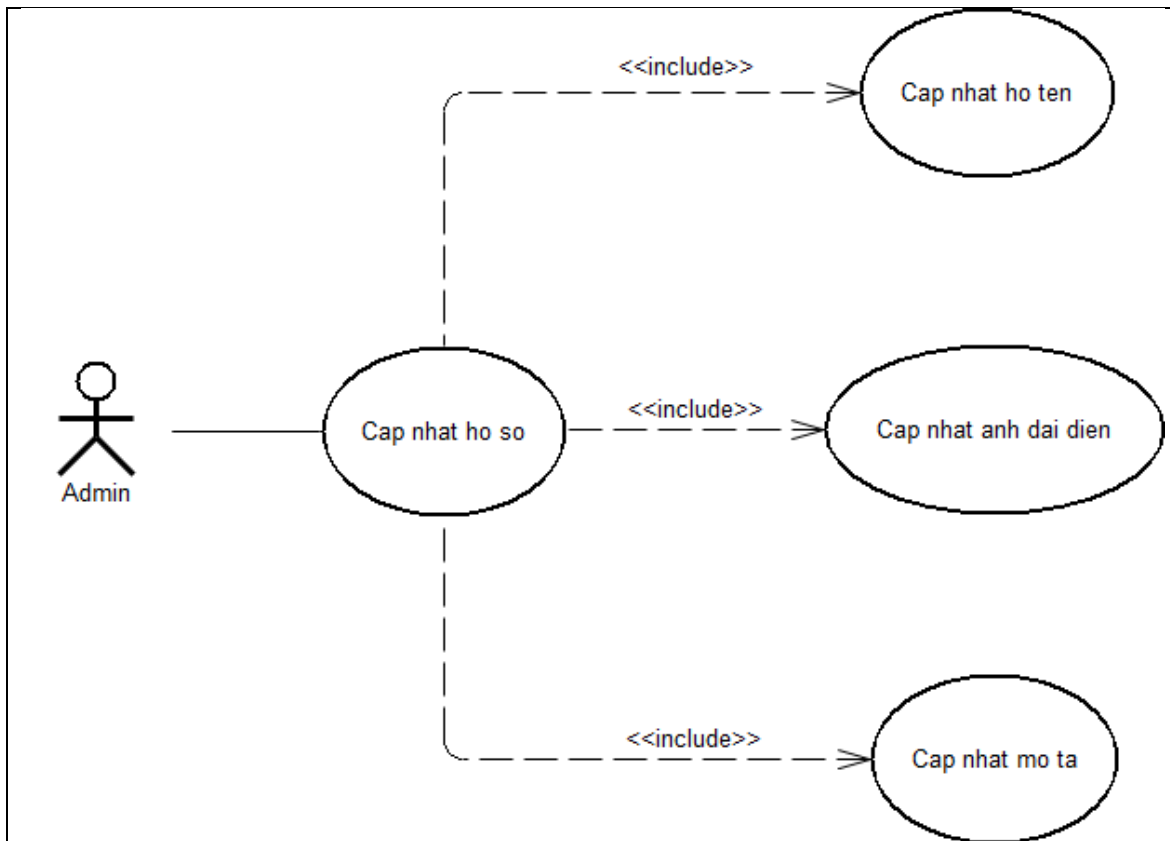 <<include>>
Cap nhat ho ten
Cap nhat ho so
<<include>>
Cap nhat anh dai dien
Admin
<<include>>
Cap nhat mo ta